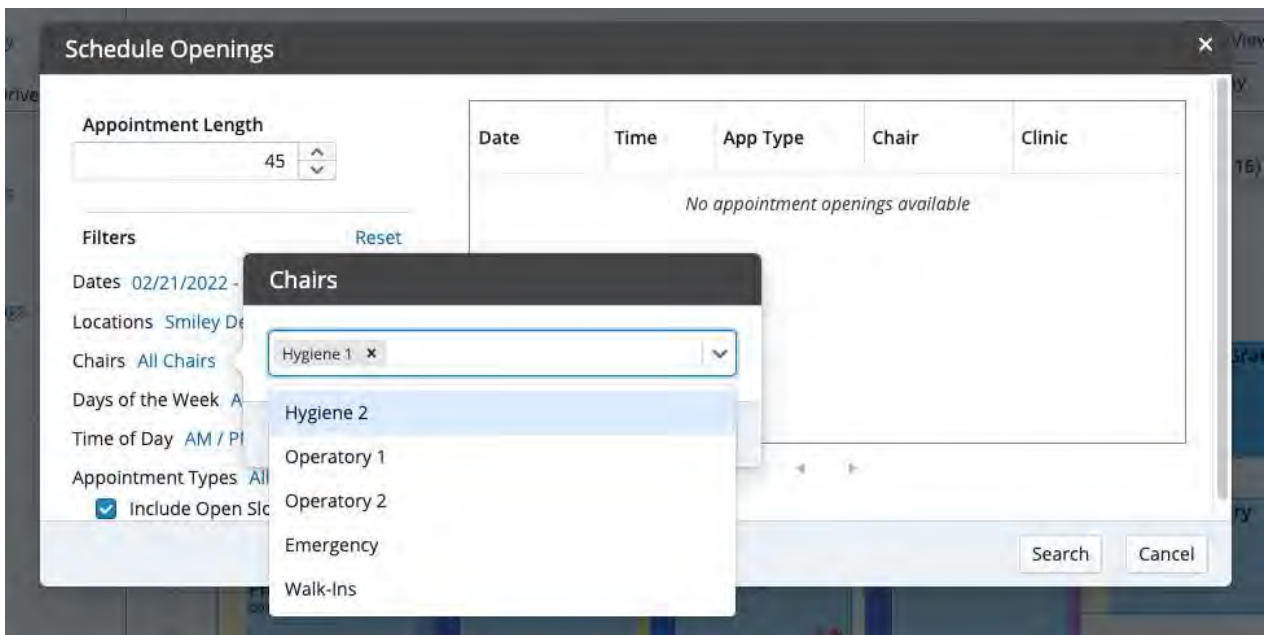 Schedule Openings
View
Appointment Length
45
Date Time App Type Chair Clinic
No appointment openings available
Filters Reset
Dates 02/21/2022 -
Chairs
Locations Smiley De
Hygiene 1
Chairs All Chairs
Days of the Week A
Hygiene 2
Time of Day AM / P
Operatory 1
Appointment Types All
Operatory 2
Include Open Slo
Emergency
Walk-Ins
Search Cancel